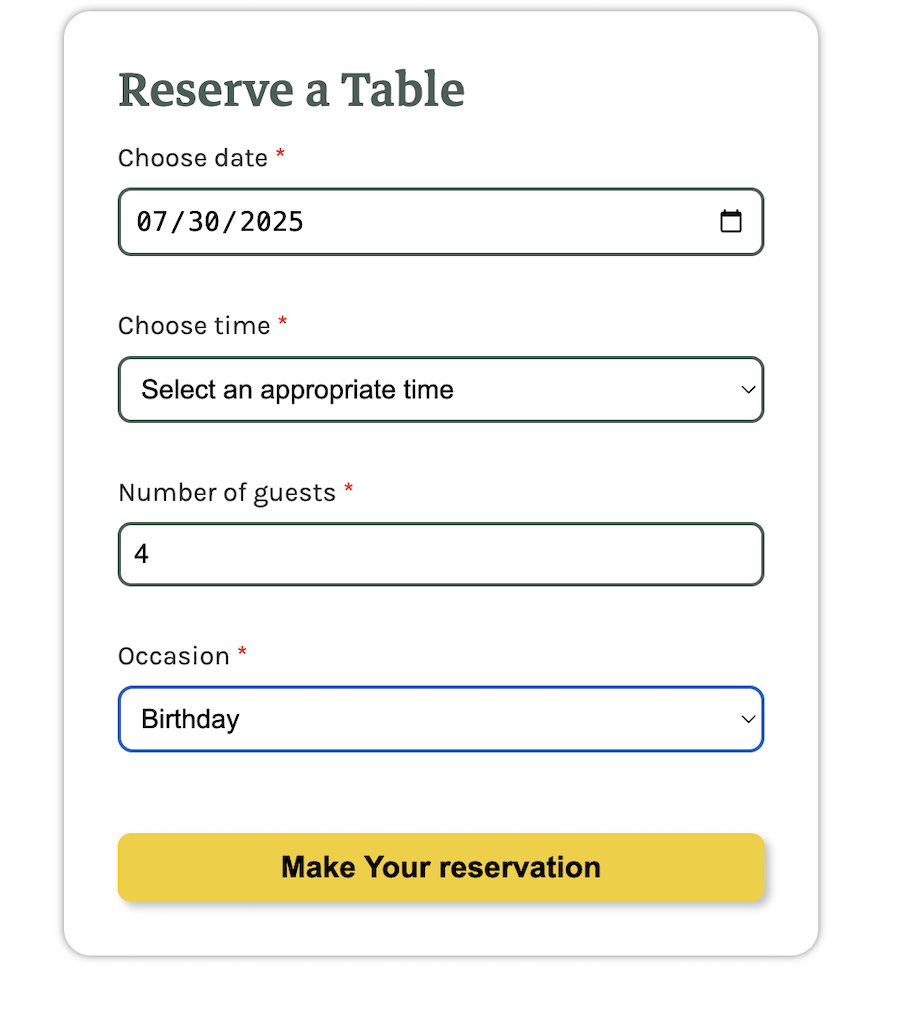 Reserve a Table
Choose date *
07/30/2025
Choose time *
Select an appropriate time
Number of guests *
4
Occasion *
Birthday
Make Your reservation